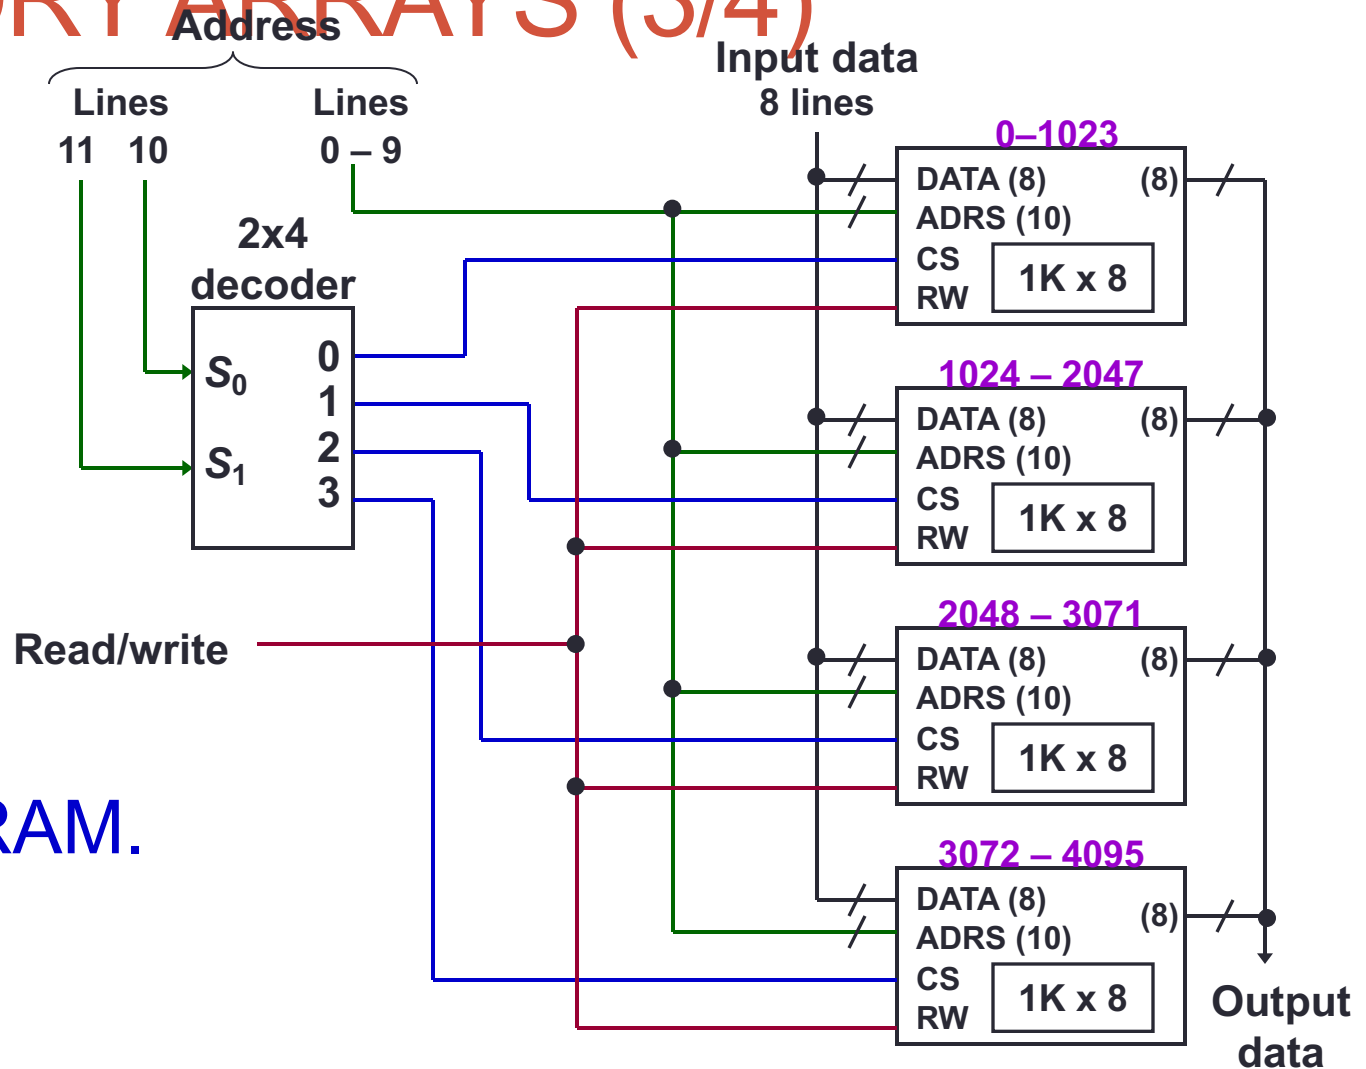 ARRAYS (3/4)
Address
Input data
8 lines
Lines Lines
11 10 0 – 9
2x4
decoder
S0 0
1
S1 2
3
Read/write
RAM.
0–1023
DATA (8) (8)
ADRS (10)
CS
RW 1K x 8
1024 – 2047
DATA (8) (8)
ADRS (10)
CS
RW 1K x 8
2048 – 3071
DATA (8) (8)
ADRS (10)
CS
RW 1K x 8
3072 – 4095
DATA (8) (8)
ADRS (10)
CS
RW 1K x 8
Output
data